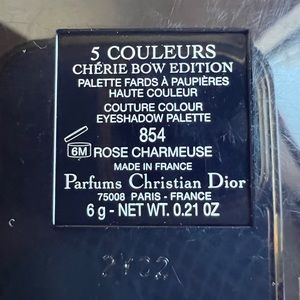 5 COULEURS
CHÉRIE BOW EDITION
PALETTE FARDS À PAUPIÈRES
HAUTE COULEUR
COUTURE COLOUR
EYESHADOW PALETTE
854
6M ROSE CHARMEUSE
MADE IN FRANCE
Parfums Christian Dior
75008 PARIS - FRANCE
6 g - NET WT. 0.21 OZ